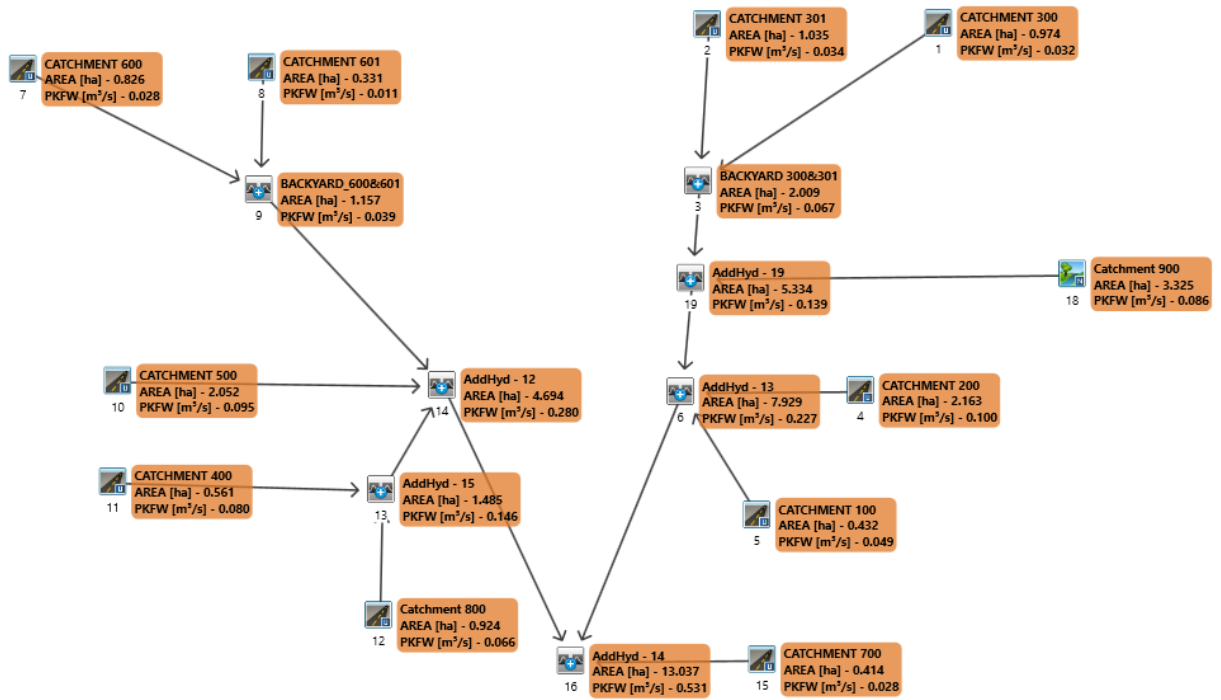 CATCHMENT 301
AREA [ha] - 1.035
PKFW [m³/s] - 0.034
2
CATCHMENT 300
AREA [ha] - 0.974
PKFW [m³/s] - 0.032
1
CATCHMENT 600
AREA [ha] - 0.826
PKFW [m³/s] - 0.028
7
CATCHMENT 601
AREA [ha] - 0.331
PKFW [m³/s] - 0.011
8
BACKYARD_600&601
AREA [ha] - 1.157
PKFW [m³/s] - 0.039
9
BACKYARD 300&301
AREA [ha] - 2.009
PKFW [m³/s] - 0.067
3
AddHyd - 19
AREA [ha] - 5.334
PKFW [m³/s] - 0.139
19
Catchment 900
AREA [ha] - 3.325
PKFW [m³/s] - 0.086
18
CATCHMENT 500
AREA [ha] - 2.052
PKFW [m³/s] - 0.095
10
AddHyd - 12
AREA [ha] - 4.694
PKFW [m³/s] - 0.280
14
AddHyd - 13
AREA [ha] - 7.929
PKFW [m³/s] - 0.227
6
CATCHMENT 200
AREA [ha] - 2.163
PKFW [m³/s] - 0.100
4
CATCHMENT 400
AREA [ha] - 0.561
PKFW [m³/s] - 0.080
11
AddHyd - 15
AREA [ha] - 1.485
PKFW [m³/s] - 0.146
13
CATCHMENT 100
AREA [ha] - 0.432
PKFW [m³/s] - 0.049
5
Catchment 800
AREA [ha] - 0.924
PKFW [m³/s] - 0.066
12
AddHyd - 14
AREA [ha] - 13.037
PKFW [m³/s] - 0.531
16
CATCHMENT 700
AREA [ha] - 0.414
PKFW [m³/s] - 0.028
15